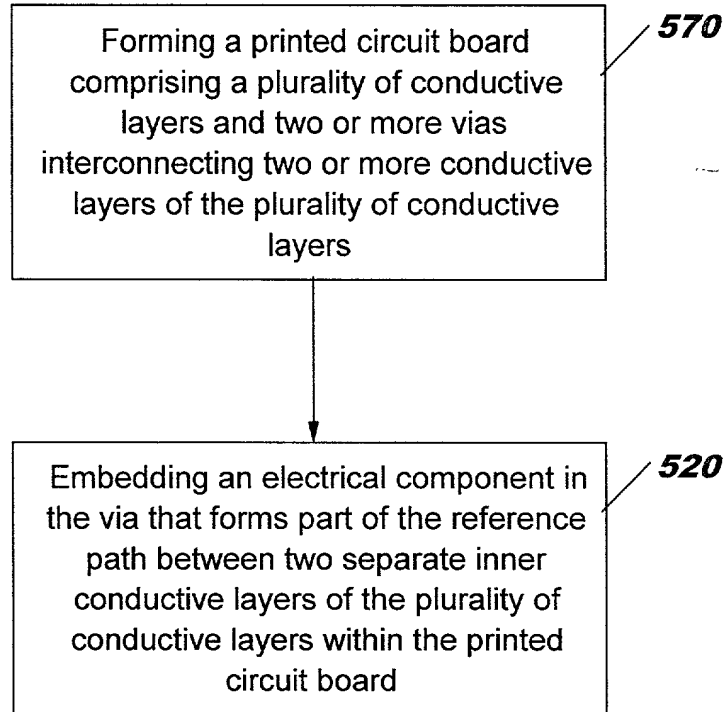 Forming a printed circuit board
comprising a plurality of conductive
layers and two or more vias
interconnecting two or more conductive
layers of the plurality of conductive
layers
570
Embedding an electrical component in
the via that forms part of the reference
path between two separate inner
conductive layers of the plurality of
conductive layers within the printed
circuit board
520